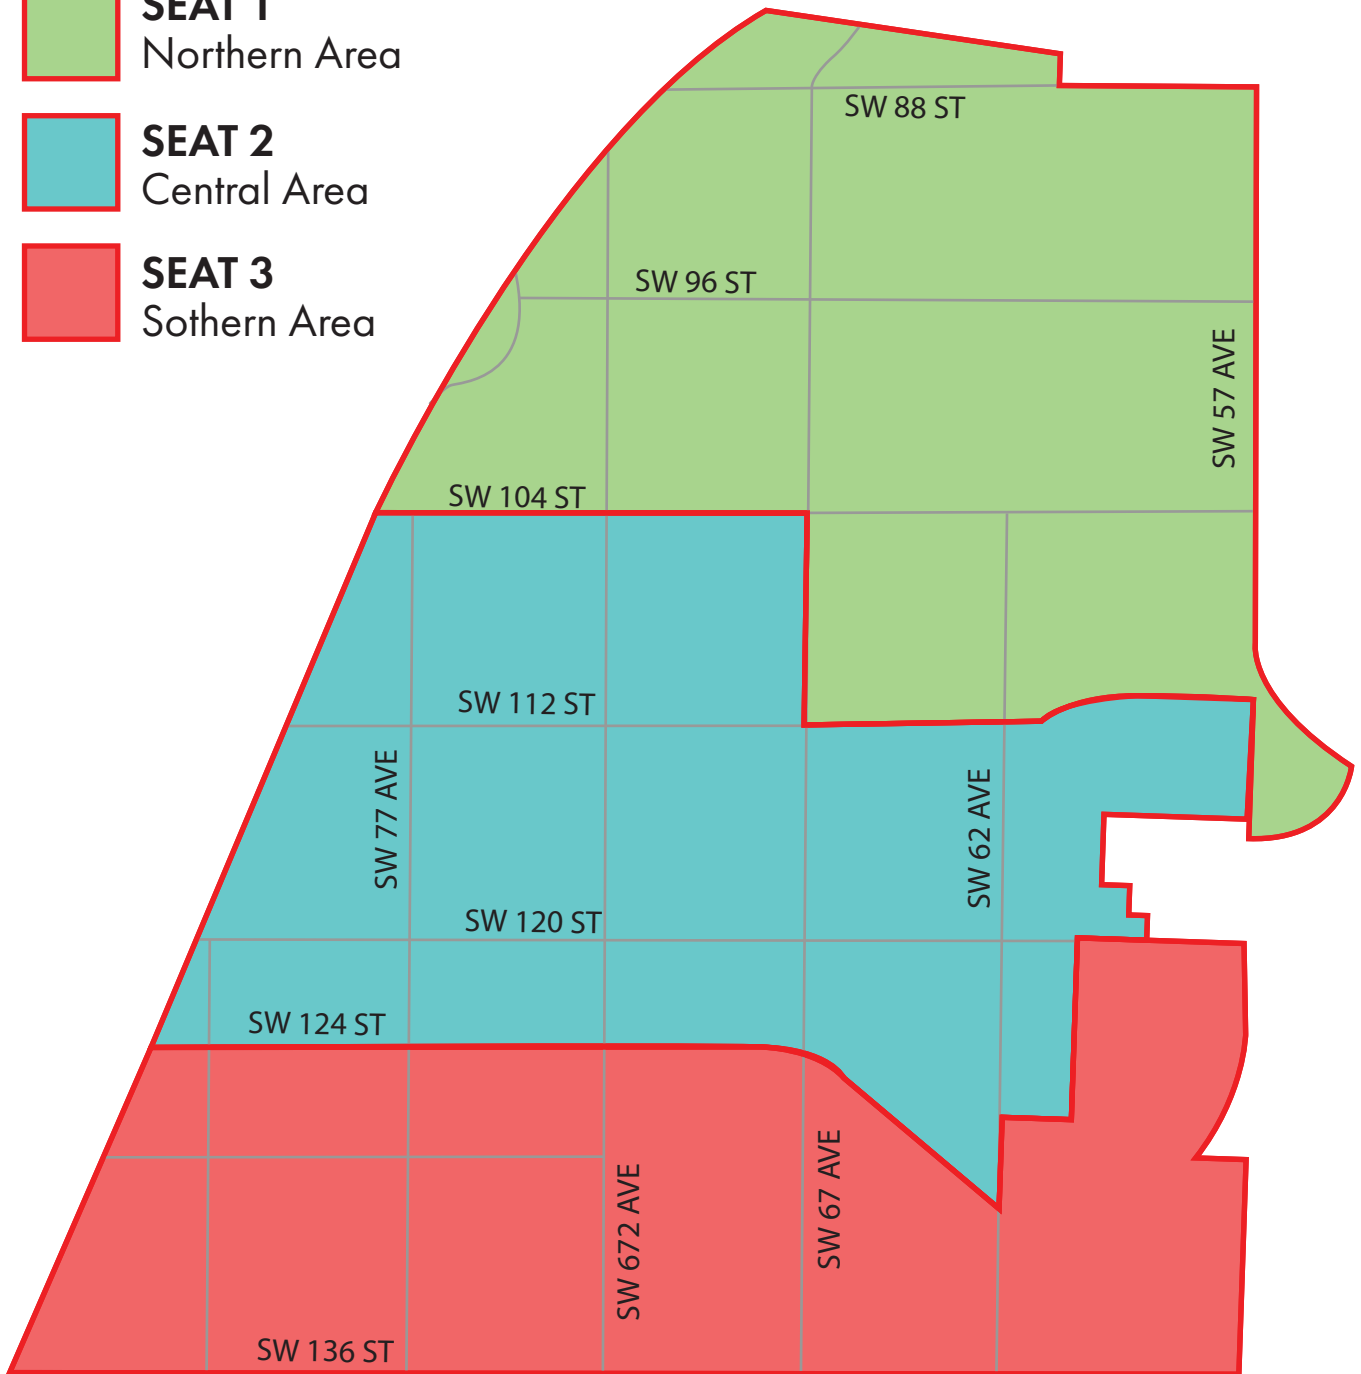 SEAT 1
Northern Area
SEAT 2
Central Area
SEAT 3
Sothern Area
SW 88 ST
SW 96 ST
SW 57 AVE
SW 104 ST
SW 112 ST
SW 77 AVE
SW 62 AVE
SW 120 ST
SW 124 ST
SW 672 AVE
SW 67 AVE
SW 136 ST